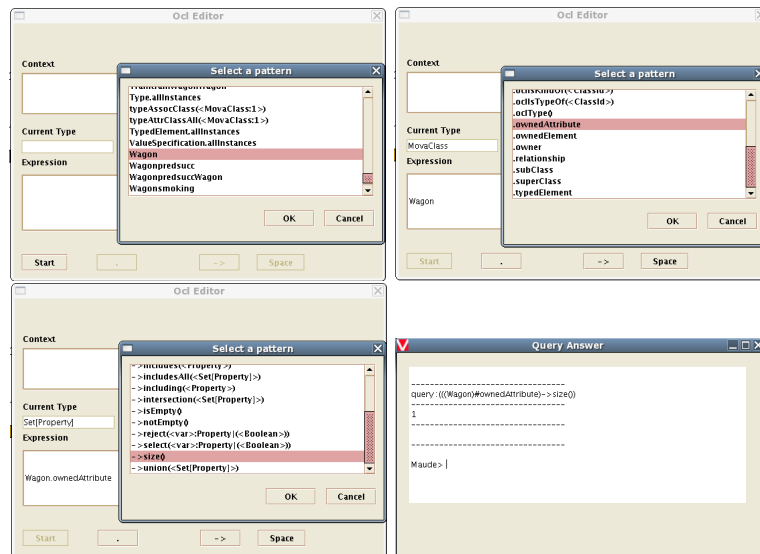 Ocl Editor
Context
Current Type
Expression
Start
.
->
Space
Select a pattern
Type.allInstances
typeAssocClass(<MovaClass:1>)
typeAttrClassAll(<MovaClass:1>)
TypedElement.allInstances
ValueSpecification.allInstances
Wagon
Wagonpredsucc
WagonpredsuccWagon
Wagonsmoking
OK
Cancel
Ocl Editor
Context
Current Type
MovaClass
Expression
Wagon
Start
.
->
Space
Select a pattern
.oclIsKindOf(<ClassId>)
.oclIsTypeOf(<ClassId>)
.oclType()
.ownedAttribute
.ownedElement
.owner
.relationship
.subClass
.superClass
.typedElement
OK
Cancel
Ocl Editor
Context
Current Type
Set[Property]
Expression
Wagon.ownedAttribute
Start
.
->
Space
Select a pattern
->includes(<Property>)
->includesAll(<Set[Property]>)
->including(<Property>)
->intersection(<Set[Property]>)
->isEmpty()
->notEmpty()
->reject(<var>:Property|(<Boolean>))
->select(<var>:Property|(<Boolean>))
->size()
->union(<Set[Property]>)
OK
Cancel
Query Answer
--------------------------------
query:(((Wagon)#ownedAttribute)->size())
--------------------------------
1
--------------------------------
--------------------------------
Maude>